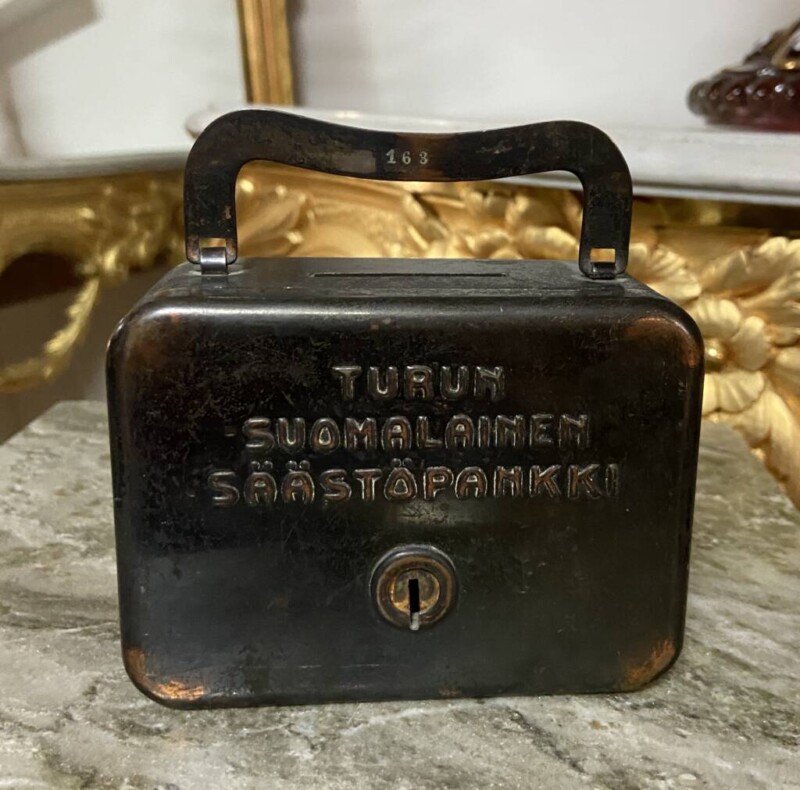 163
TURUN
SUOMALAINEN
SÄÄSTÖPANKKI